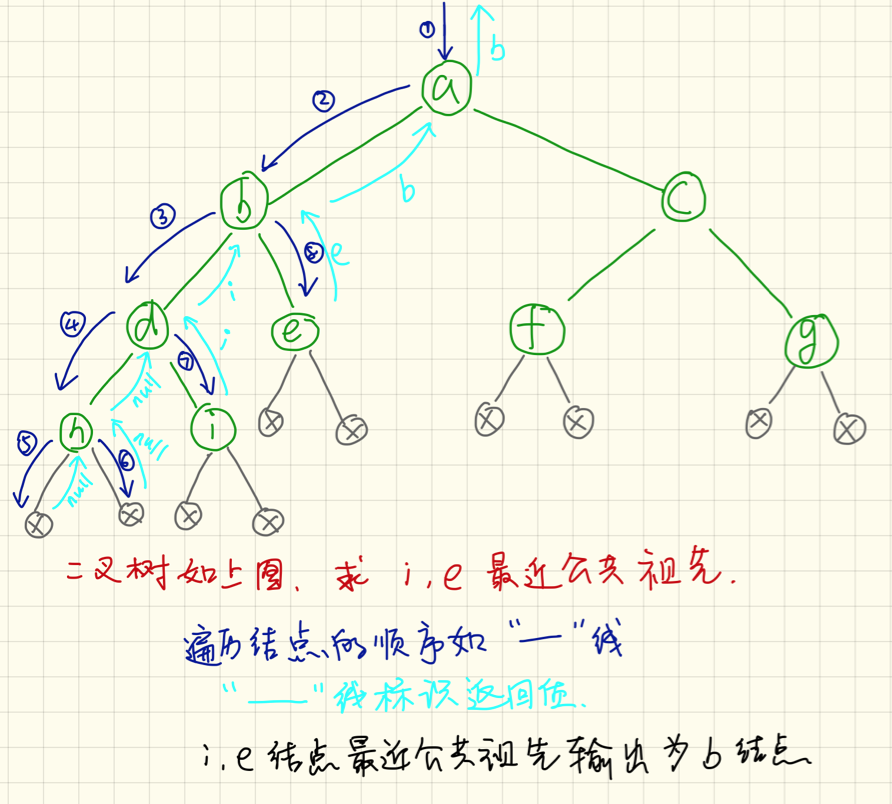 ① b
a
② b
b c
③ ⑧ e
i
④ d ⑦ i e f g
null
⑤ h ⑥ null i
null
二叉树如上图、求 i,e 最近公共祖先.
遍历结点的顺序如“—”线
“——”线标识返回值.
i,e 结点最近公共祖先输出为 b 结点